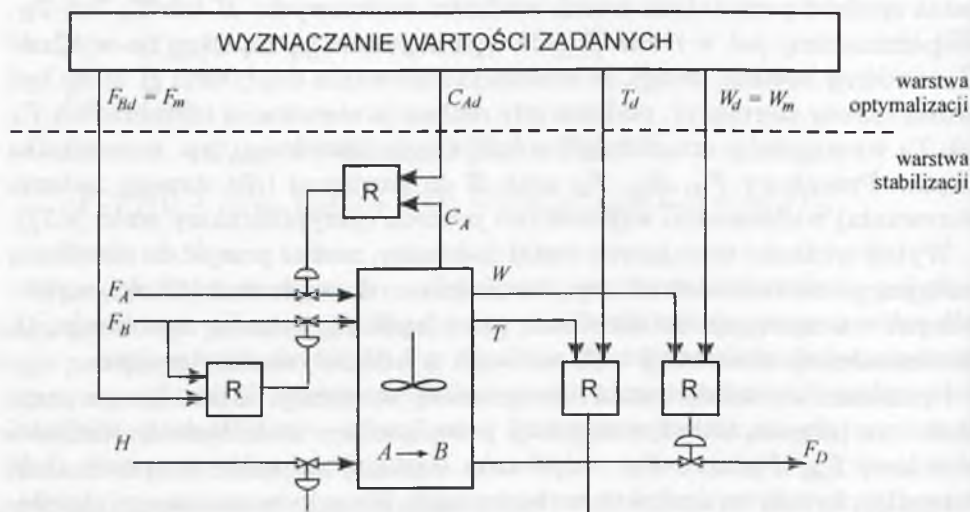 WYZNACZANIE WARTOŚCI ZADANYCH
F_Bd = F_m
C_Ad
T_d
W_d = W_m
warstwa
optymalizacji
warstwa
stabilizacji
R
C_A
F_A
W
F_B
T
R
R
R
H
A → B
F_D